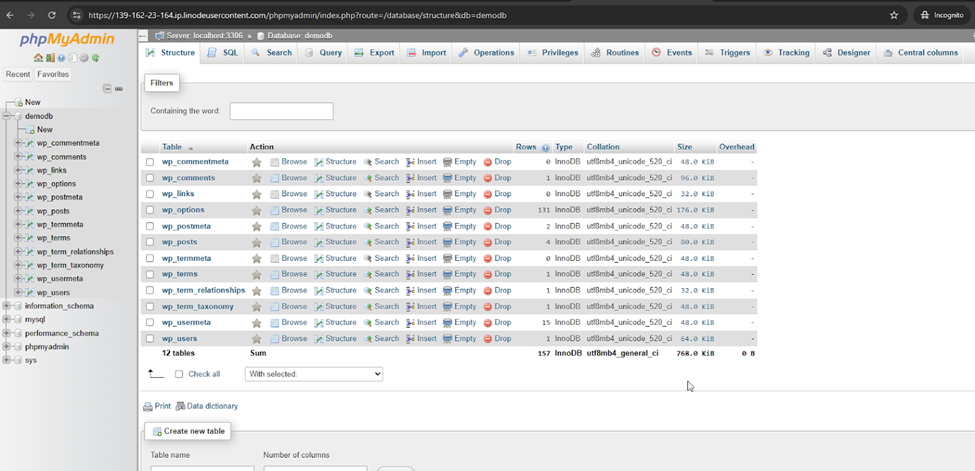 https://139-162-23-164.ip.linodeusercontent.com/phpmyadmin/index.php?route=/database/structure&db=demodb
Incognito
phpMyAdmin
Recent Favorites
New
demodb
New
wp_commentmeta
wp_comments
wp_links
wp_options
wp_postmeta
wp_posts
wp_termmeta
wp_terms
wp_term_relationships
wp_term_taxonomy
wp_usermeta
wp_users
information_schema
mysql
performance_schema
phpmyadmin
sys
Server: localhost:3306 » Database: demodb
Structure SQL Search Query Export Import Operations Privileges Routines Events Triggers Tracking Designer Central columns
Filters
Containing the word:
Table Action Rows Type Collation Size Overhead
wp_commentmeta Browse Structure Search Insert Empty Drop 0 InnoDB utf8mb4_unicode_520_ci 48.0 KiB -
wp_comments Browse Structure Search Insert Empty Drop 1 InnoDB utf8mb4_unicode_520_ci 96.0 KiB -
wp_links Browse Structure Search Insert Empty Drop 0 InnoDB utf8mb4_unicode_520_ci 32.0 KiB -
wp_options Browse Structure Search Insert Empty Drop 131 InnoDB utf8mb4_unicode_520_ci 176.0 KiB -
wp_postmeta Browse Structure Search Insert Empty Drop 2 InnoDB utf8mb4_unicode_520_ci 48.0 KiB -
wp_posts Browse Structure Search Insert Empty Drop 4 InnoDB utf8mb4_unicode_520_ci 80.0 KiB -
wp_termmeta Browse Structure Search Insert Empty Drop 0 InnoDB utf8mb4_unicode_520_ci 48.0 KiB -
wp_terms Browse Structure Search Insert Empty Drop 1 InnoDB utf8mb4_unicode_520_ci 48.0 KiB -
wp_term_relationships Browse Structure Search Insert Empty Drop 1 InnoDB utf8mb4_unicode_520_ci 32.0 KiB -
wp_term_taxonomy Browse Structure Search Insert Empty Drop 1 InnoDB utf8mb4_unicode_520_ci 48.0 KiB -
wp_usermeta Browse Structure Search Insert Empty Drop 15 InnoDB utf8mb4_unicode_520_ci 48.0 KiB -
wp_users Browse Structure Search Insert Empty Drop 1 InnoDB utf8mb4_unicode_520_ci 64.0 KiB -
12 tables Sum 157 InnoDB utf8mb4_general_ci 768.0 KiB 0 B
Check all With selected:
Print Data dictionary
Create new table
Table name Number of columns